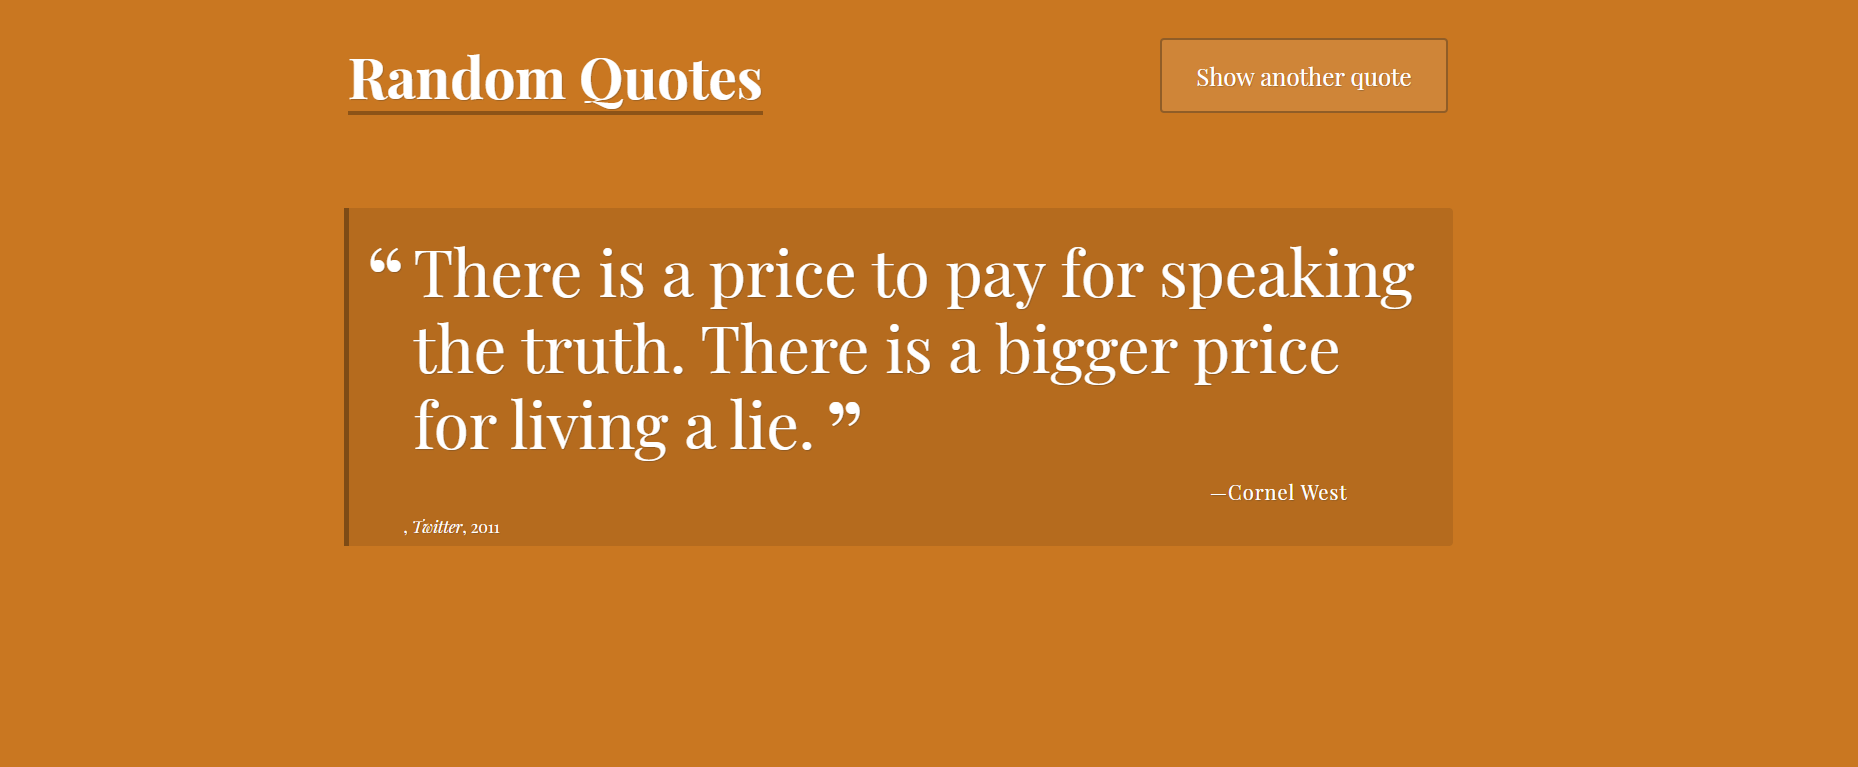 Random Quotes
Show another quote
“ There is a price to pay for speaking
the truth. There is a bigger price
for living a lie. ”
—Cornel West
, Twitter, 2011